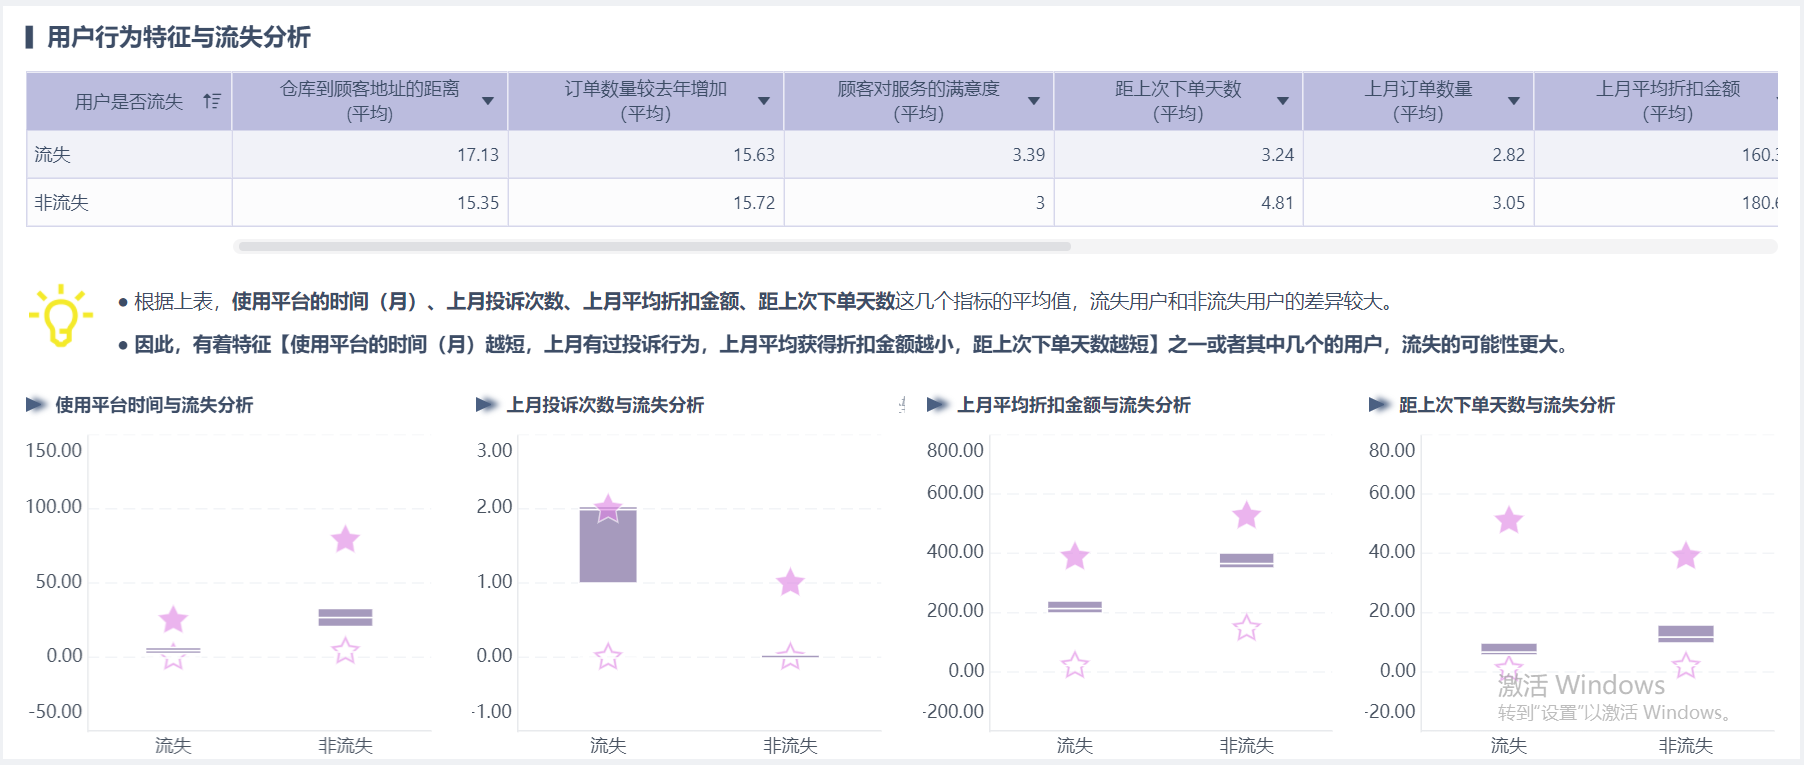 用户行为特征与流失分析
用户是否流失 仓库到顾客地址的距离 (平均) 订单数量较去年增加 (平均) 顾客对服务的满意度 (平均) 距上次下单天数 (平均) 上月订单数量 (平均) 上月平均折扣金额 (平均)
流失 17.13 15.63 3.39 3.24 2.82 160.3
非流失 15.35 15.72 3 4.81 3.05 180.6
● 根据上表，使用平台的时间（月）、上月投诉次数、上月平均折扣金额、距上次下单天数这几个指标的平均值，流失用户和非流失用户的差异较大。
● 因此，有着特征【使用平台的时间（月）越短，上月有过投诉行为，上月平均获得折扣金额越小，距上次下单天数越短】之一或者其中几个的用户，流失的可能性更大。
使用平台时间与流失分析
150.00
100.00
50.00
0.00
-50.00
流失 非流失
上月投诉次数与流失分析
3.00
2.00
1.00
0.00
-1.00
流失 非流失
上月平均折扣金额与流失分析
800.00
600.00
400.00
200.00
0.00
-200.00
流失 非流失
距上次下单天数与流失分析
80.00
60.00
40.00
20.00
0.00
-20.00
流失 非流失
激活 Windows
转到“设置”以激活 Windows。